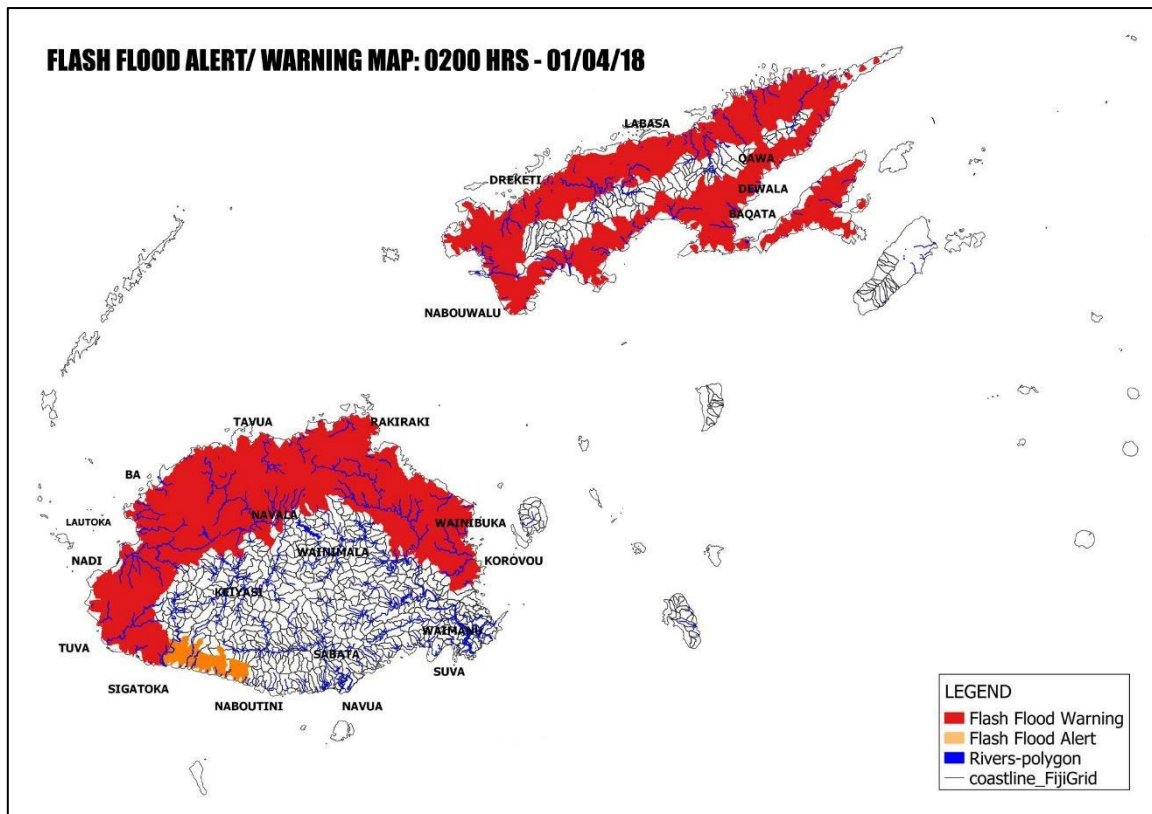 FLASH FLOOD ALERT/ WARNING MAP: 0200 HRS - 01/04/18
LABASA
QAWA
DREKETI
DEWALA
BAQATA
NABOUWALU
TAVUA
RAKIRAKI
BA
LAUTOKA
NAVALA
WAINIBUKA
WAINIMALA
NADI
KOROVOU
KEIYASI
WAIMANU
TUVA
SABATA
SUVA
SIGATOKA
NABOUTINI
NAVUA
LEGEND
Flash Flood Warning
Flash Flood Alert
Rivers-polygon
coastline_FijiGrid